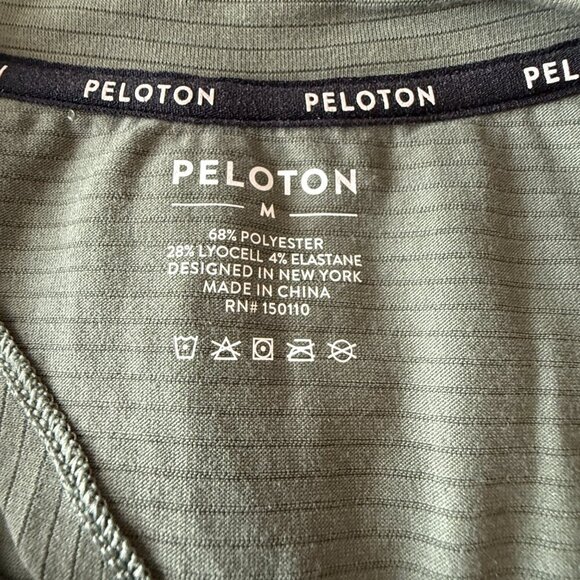 Y PELOTON PELOTON PEL
PELOTON
M
68% POLYESTER
28% LYOCELL 4% ELASTANE
DESIGNED IN NEW YORK
MADE IN CHINA
RN# 150110